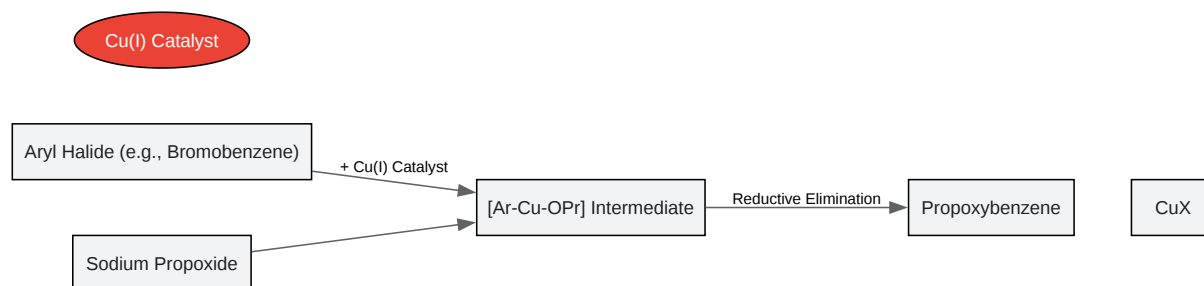 Cu(I) Catalyst
Aryl Halide (e.g., Bromobenzene)
+ Cu(I) Catalyst
Sodium Propoxide
[Ar-Cu-OPr] Intermediate
Reductive Elimination
Propoxybenzene
CuX